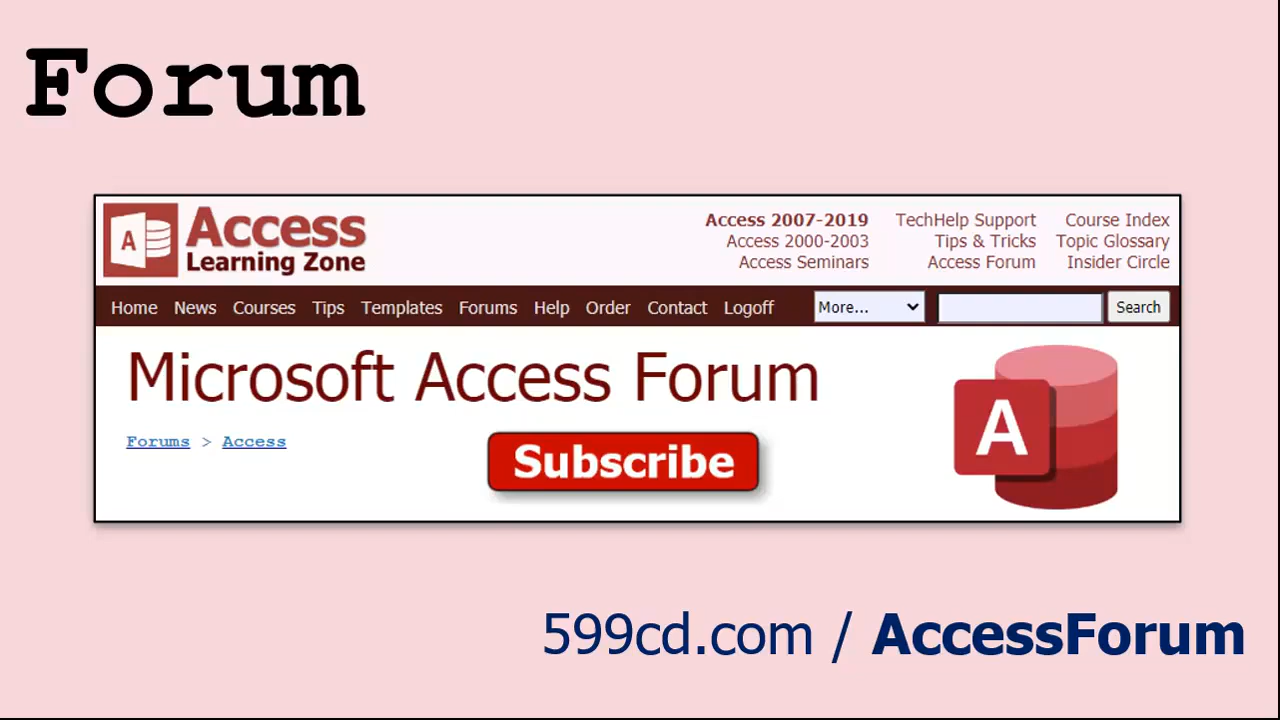 Forum
Access
Learning Zone
Access 2007-2019
TechHelp Support
Course Index
Access 2000-2003
Tips & Tricks
Topic Glossary
Access Seminars
Access Forum
Insider Circle
Home News Courses Tips Templates Forums Help Order Contact Logoff More... Search
Microsoft Access Forum
Forums > Access
Subscribe
A
A
599cd.com / AccessForum